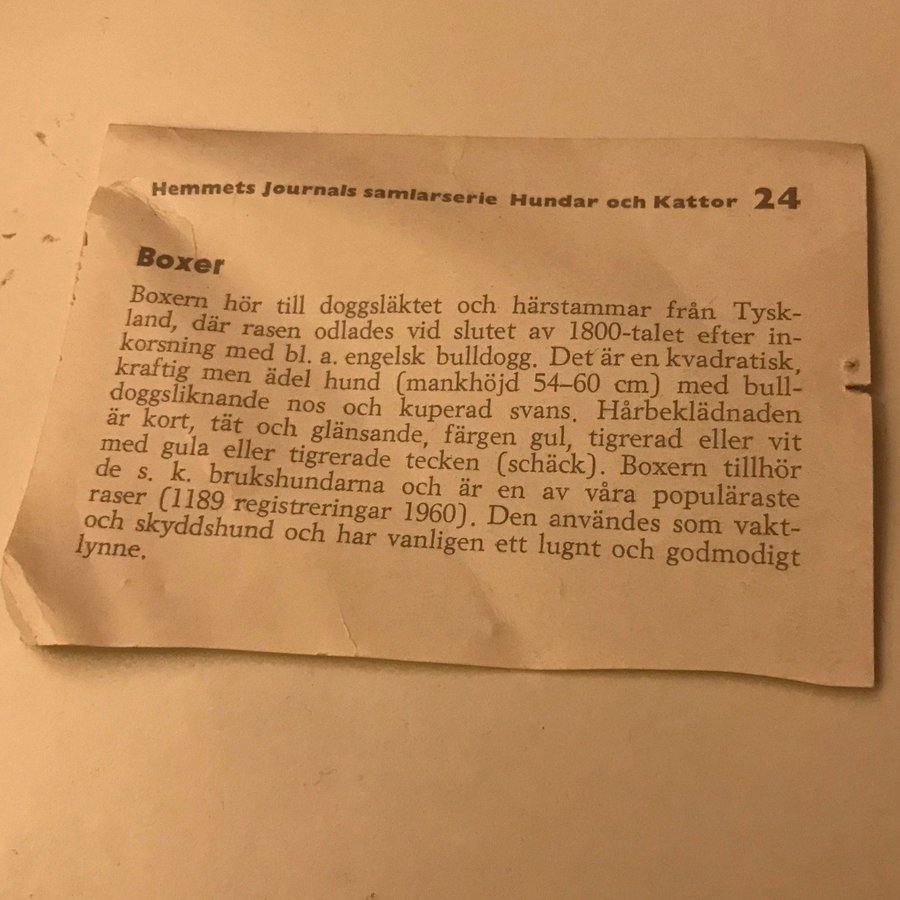 Hemmets Journals samlarserie Hundar och Kattor 24
Boxer
Boxern hör till doggsläktet och härstammar från Tysk-
land, där rasen odlades vid slutet av 1800-talet efter in-
korsning med bl. a. engelsk bulldogg. Det är en kvadratisk,
kraftig men ädel hund (mankhöjd 54–60 cm) med bull-
doggsliknande nos och kuperad svans. Hårbeklädnaden
är kort, tät och glänsande, färgen gul, tigrerad eller vit
med gula eller tigrerade tecken (schäck). Boxern tillhör
de s. k. brukshundarna och är en av våra populäraste
raser (1189 registreringar 1960). Den användes som vakt-
och skyddshund och har vanligen ett lugnt och godmodigt
lynne.